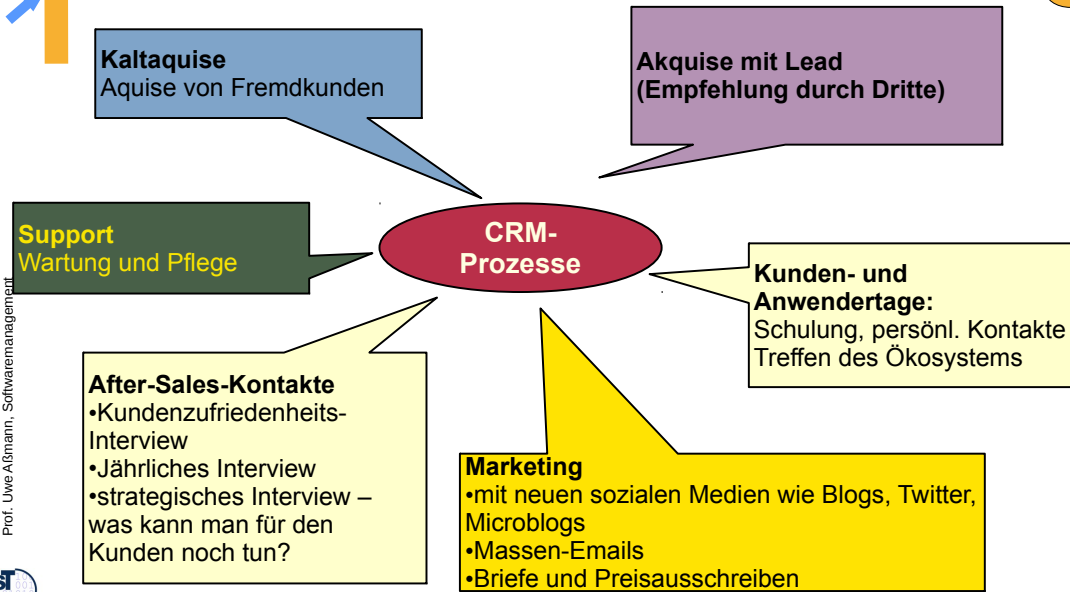 Kaltaquise
Aquise von Fremdkunden
Akquise mit Lead
(Empfehlung durch Dritte)
Support
Wartung und Pflege
CRM-
Prozesse
Kunden- und
Anwendertage:
Schulung, persönl. Kontakte
Treffen des Ökosystems
After-Sales-Kontakte
•Kundenzufriedenheits-
Interview
•Jährliches Interview
•strategisches Interview –
was kann man für den
Kunden noch tun?
Marketing
•mit neuen sozialen Medien wie Blogs, Twitter,
Microblogs
•Massen-Emails
•Briefe und Preisausschreiben
Prof. Uwe Aßmann, Softwaremanagement